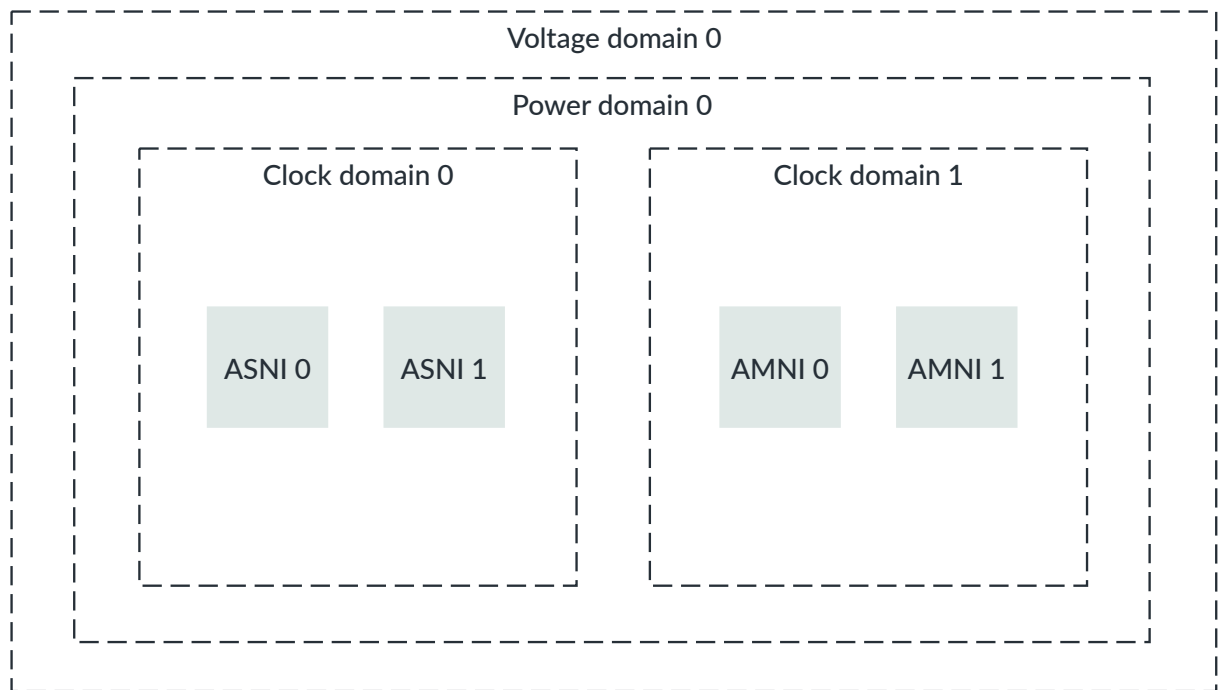 Voltage domain 0
Power domain 0
Clock domain 0
Clock domain 1
ASNI 0
ASNI 1
AMNI 0
AMNI 1